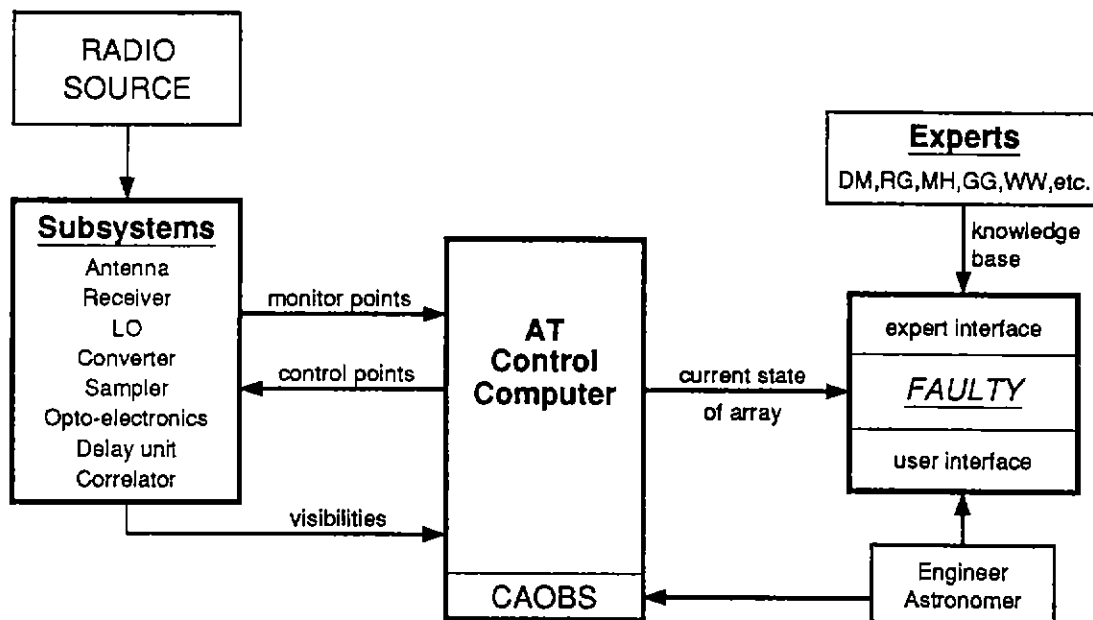 RADIO
SOURCE
Subsystems
Antenna
Receiver
LO
Converter
Sampler
Opto-electronics
Delay unit
Correlator
monitor points
control points
visibilities
AT
Control
Computer
CAOBS
current state
of array
Experts
DM,RG,MH,GG,WW,etc.
knowledge
base
expert interface
FAULTY
user interface
Engineer
Astronomer